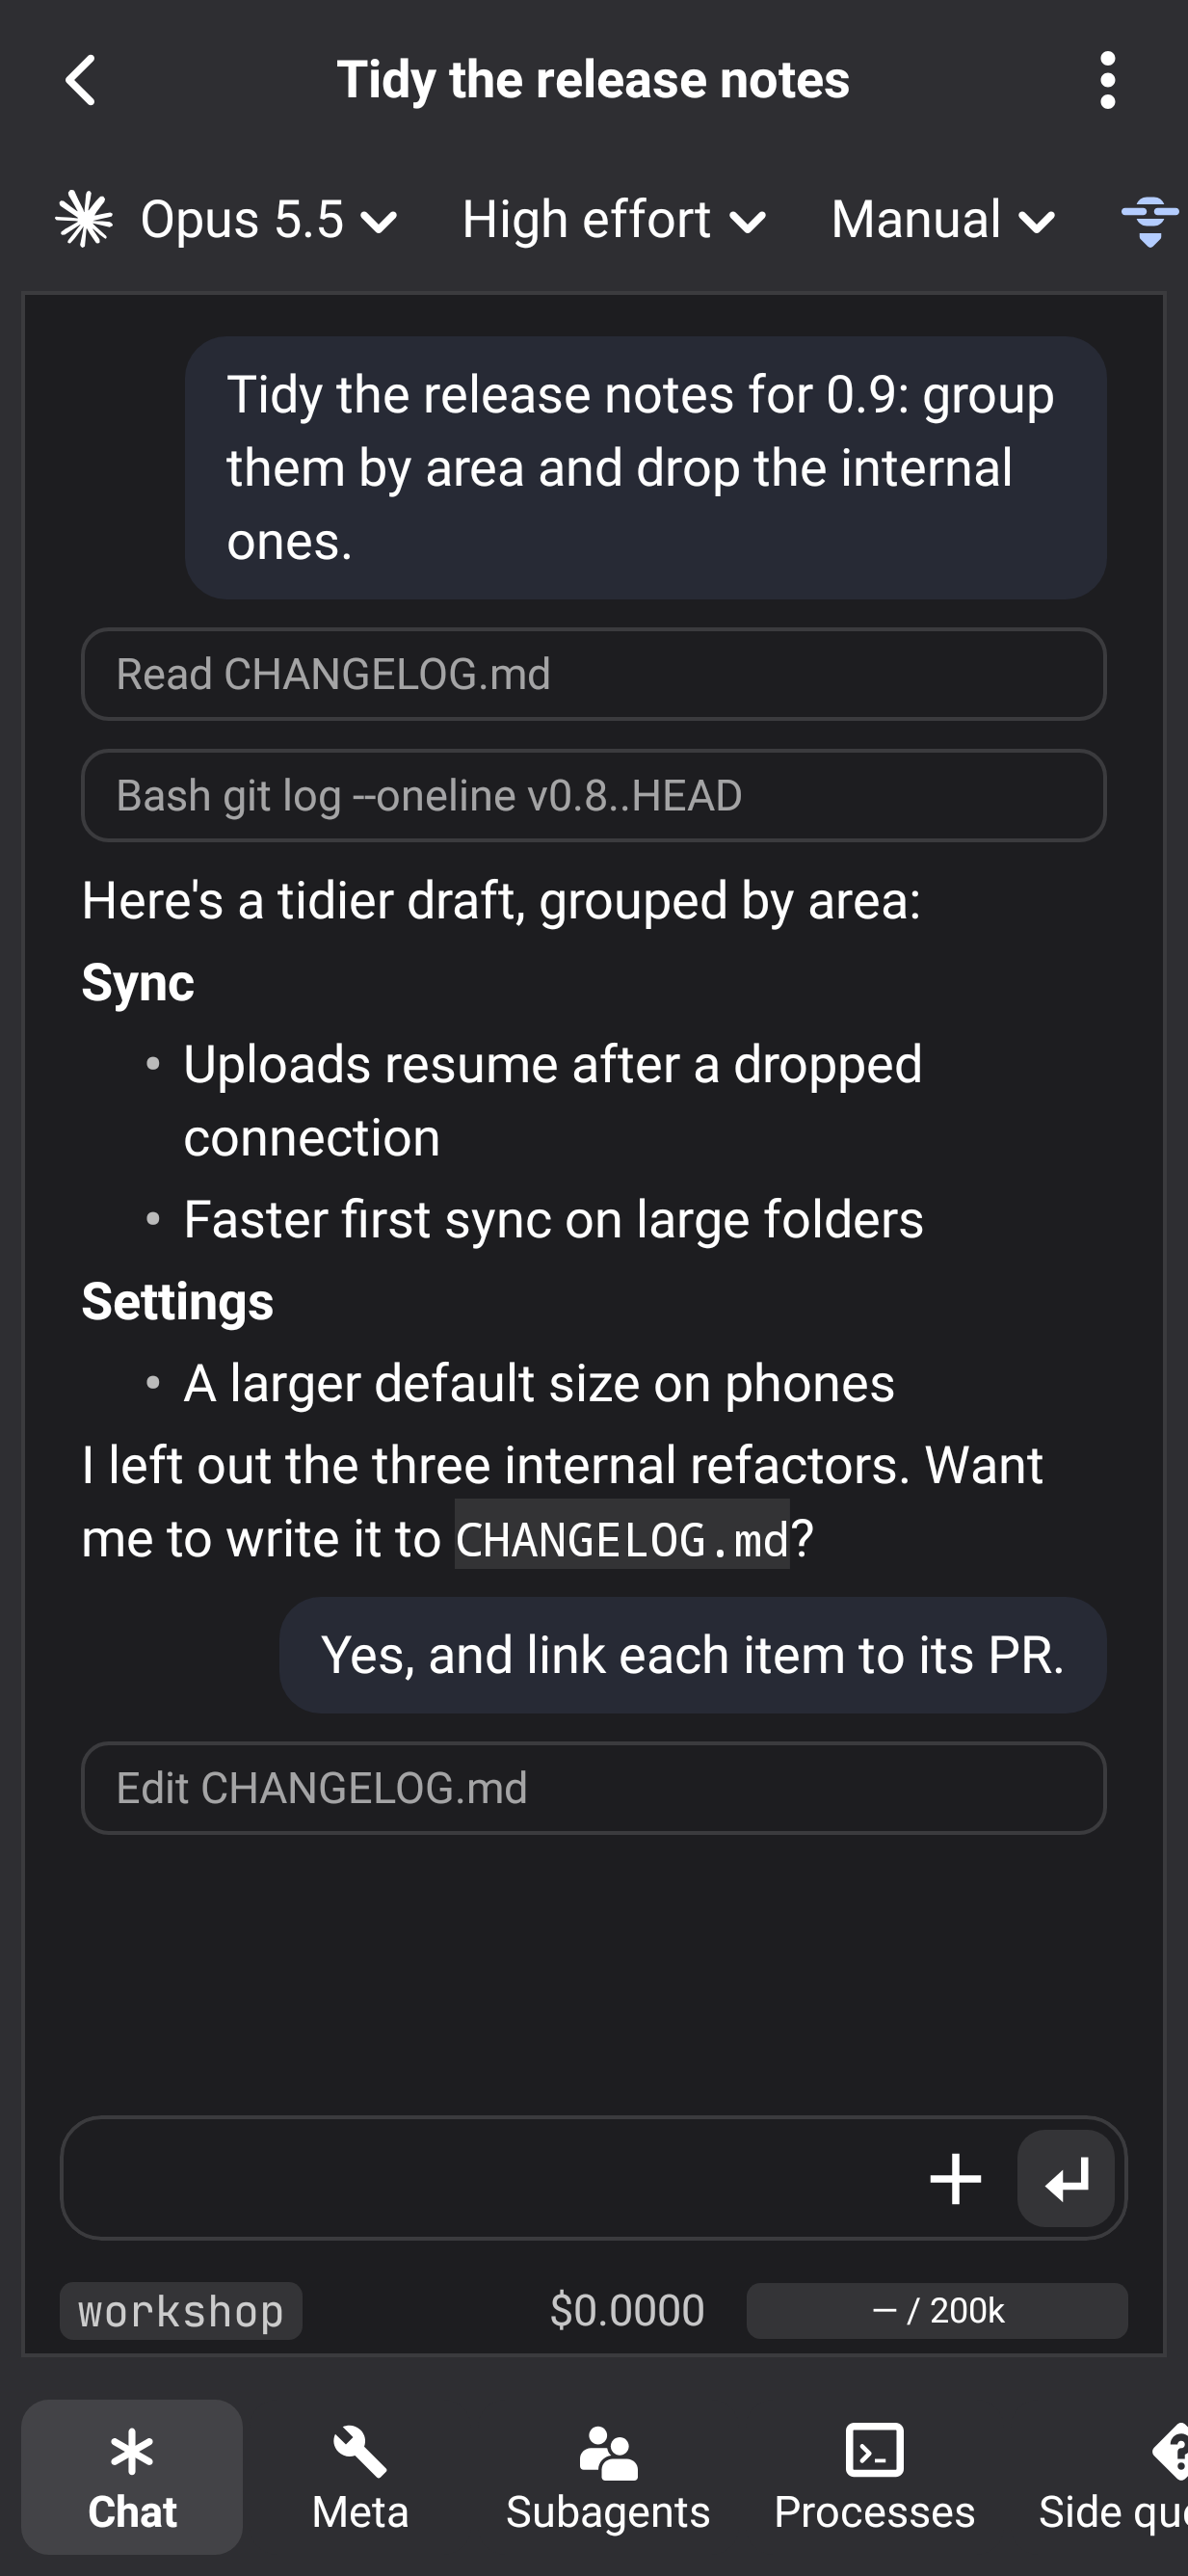 Tidy the release notes
Opus 5.5
High effort
Manual
Tidy the release notes for 0.9: group
them by area and drop the internal
ones.
Read CHANGELOG.md
Bash git log --oneline v0.8..HEAD
Here's a tidier draft, grouped by area:
Sync
• Uploads resume after a dropped
connection
• Faster first sync on large folders
Settings
• A larger default size on phones
I left out the three internal refactors. Want
me to write it to CHANGELOG.md?
Yes, and link each item to its PR.
Edit CHANGELOG.md
workshop
$0.0000
— / 200k
Chat
Meta
Subagents
Processes
Side